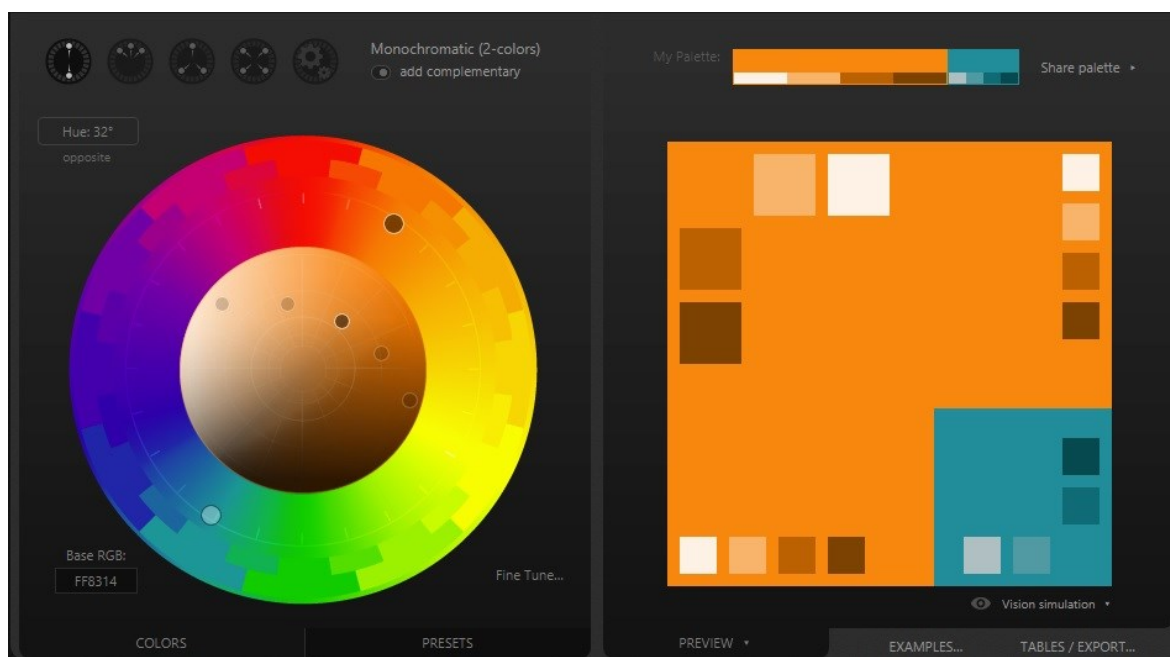 Monochromatic (2-colors)
add complementary
Hue: 32°
opposite
Base RGB:
FF8314
Fine Tune...
COLORS
PRESETS
My Palette:
Share palette
Vision simulation
PREVIEW
EXAMPLES...
TABLES / EXPORT...